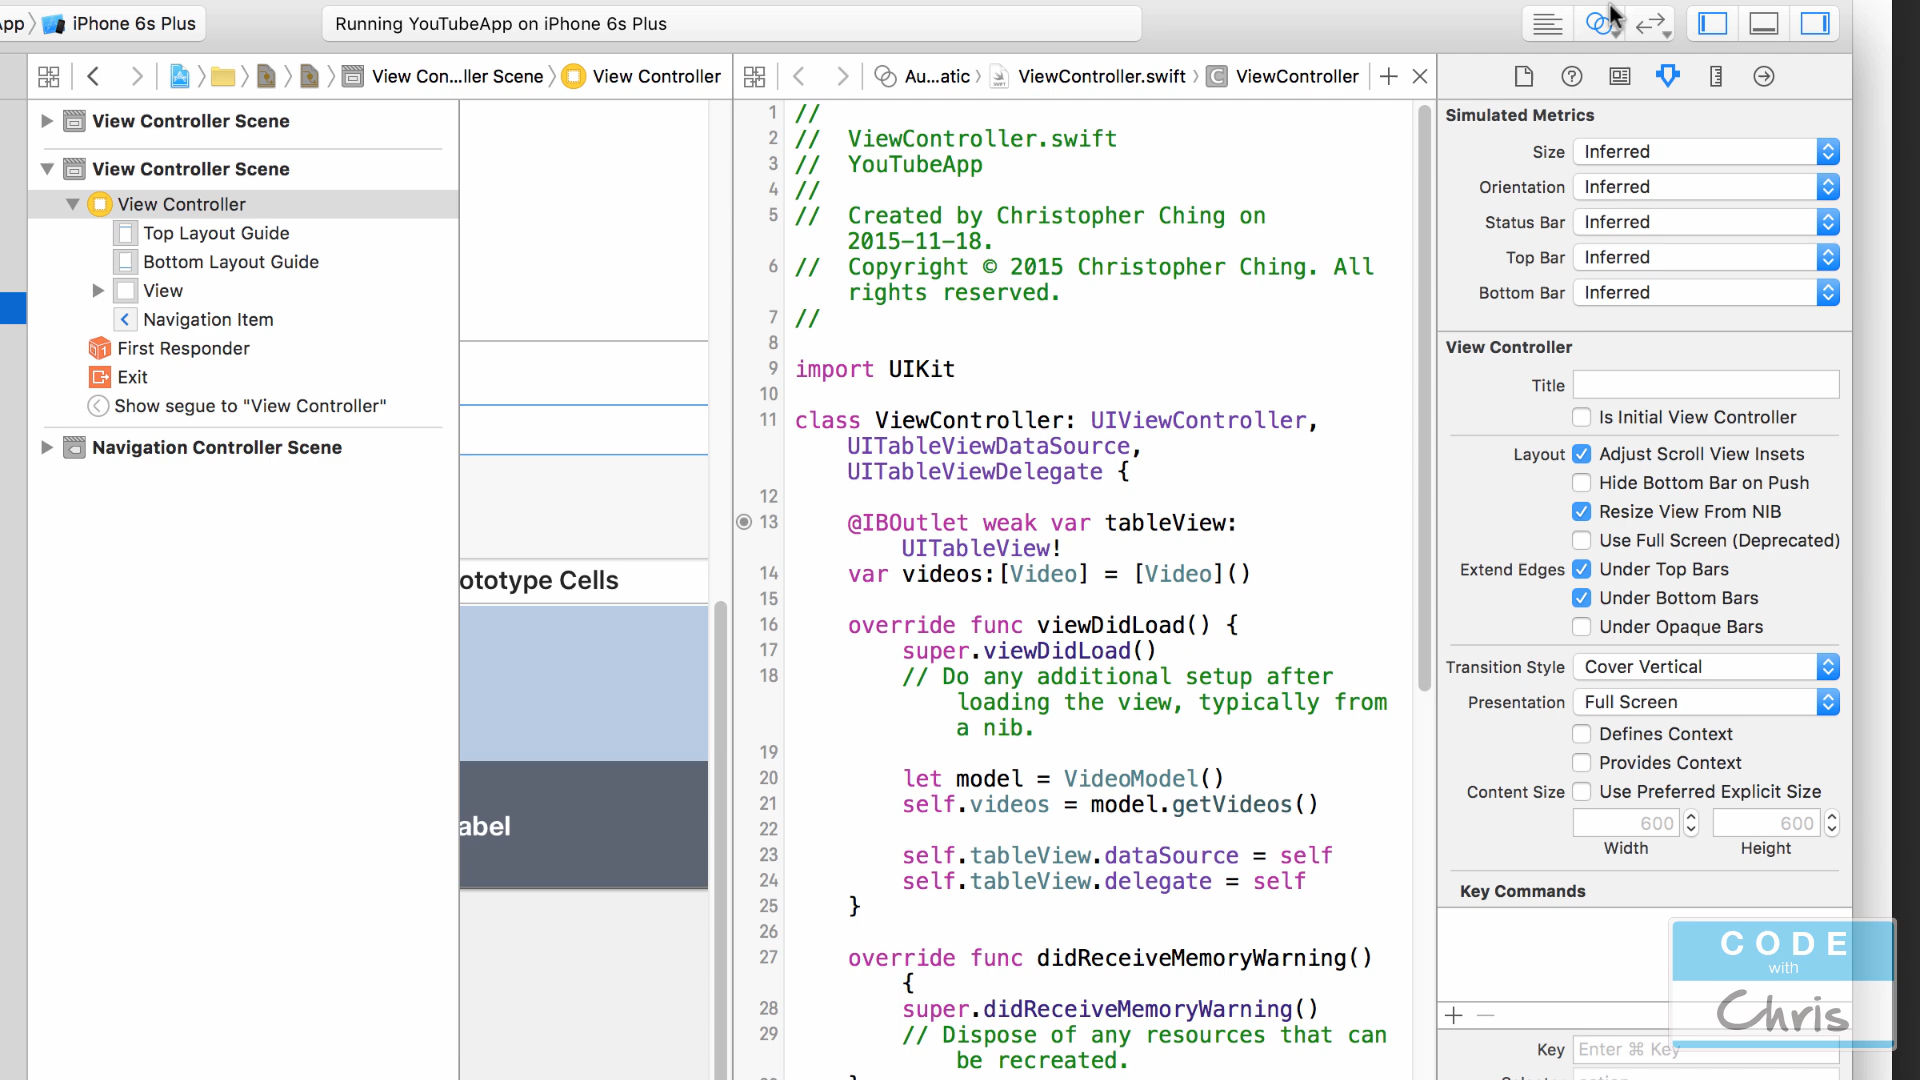 pp
iPhone 6s Plus
Running YouTubeApp on iPhone 6s Plus
View Con...ller Scene
View Controller
Au...atic
ViewController.swift
C
ViewController
View Controller Scene
View Controller Scene
View Controller
Top Layout Guide
Bottom Layout Guide
View
Navigation Item
First Responder
Exit
Show segue to "View Controller"
Navigation Controller Scene
ototype Cells
abel
1 //
2 //  ViewController.swift
3 //  YouTubeApp
4 //
5 //  Created by Christopher Ching on
2015-11-18.
6 //  Copyright © 2015 Christopher Ching. All
rights reserved.
7 //
8
9 import UIKit
10
11 class ViewController: UIViewController,
UITableViewDataSource,
UITableViewDelegate {
12
13 @IBOutlet weak var tableView:
UITableView!
14 var videos:[Video] = [Video]()
15
16 override func viewDidLoad() {
17 super.viewDidLoad()
18 // Do any additional setup after
loading the view, typically from
a nib.
19
20 let model = VideoModel()
21 self.videos = model.getVideos()
22
23 self.tableView.dataSource = self
24 self.tableView.delegate = self
25 }
26
27 override func didReceiveMemoryWarning()
{
28 super.didReceiveMemoryWarning()
29 // Dispose of any resources that can
be recreated.
Simulated Metrics
Size Inferred
Orientation Inferred
Status Bar Inferred
Top Bar Inferred
Bottom Bar Inferred
View Controller
Title
Is Initial View Controller
Layout Adjust Scroll View Insets
Hide Bottom Bar on Push
Resize View From NIB
Use Full Screen (Deprecated)
Extend Edges Under Top Bars
Under Bottom Bars
Under Opaque Bars
Transition Style Cover Vertical
Presentation Full Screen
Defines Context
Provides Context
Content Size Use Preferred Explicit Size
600 600
Width Height
Key Commands
CODE
with
Chris
Key Enter ⌘ Key